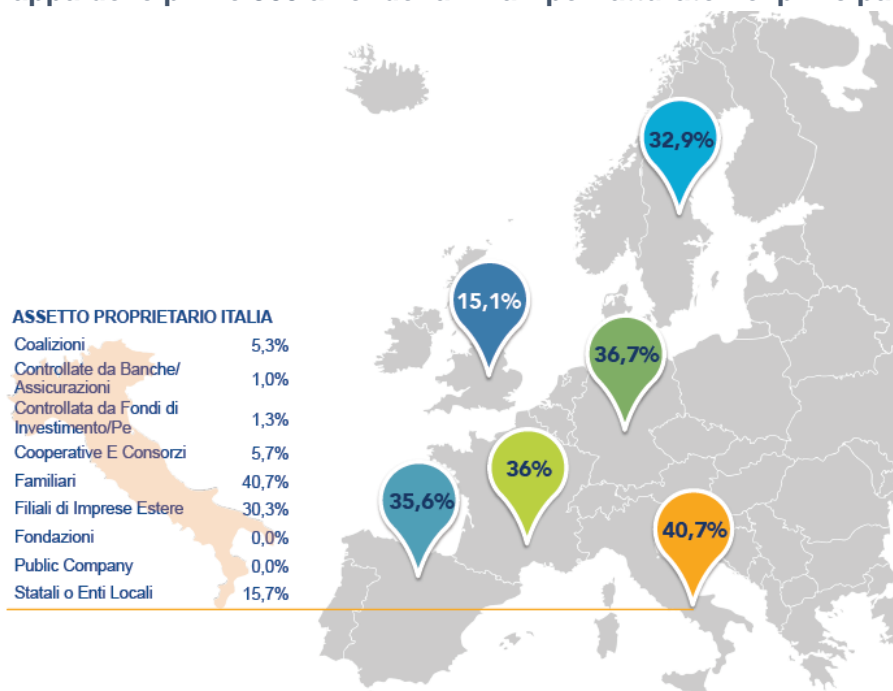 ASSETTO PROPRIETARIO ITALIA
Coalizioni 5,3%
Controllate da Banche/
Assicurazioni 1,0%
Controllata da Fondi di
Investimento/Pe 1,3%
Cooperative E Consorzi 5,7%
Familiari 40,7%
Filiali di Imprese Estere 30,3%
Fondazioni 0,0%
Public Company 0,0%
Statali o Enti Locali 15,7%
32,9%
15,1%
36,7%
36%
35,6%
40,7%